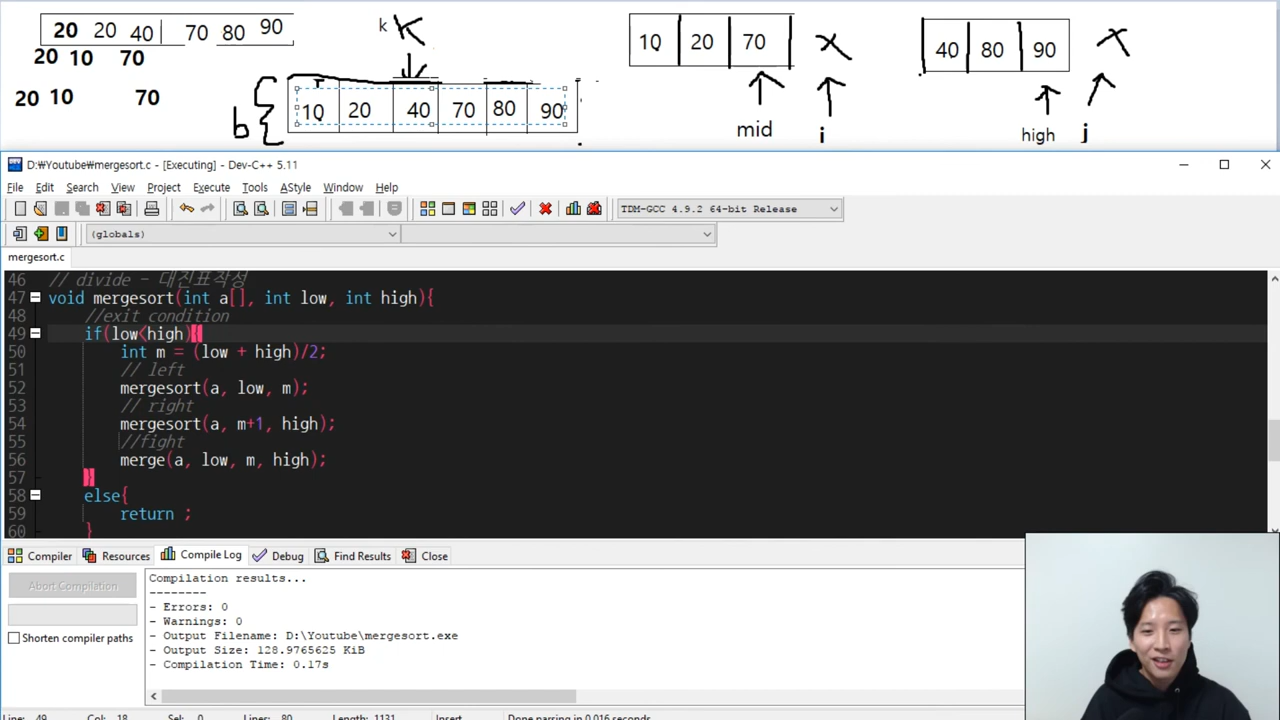 20 20 40 70 80 90
20 10 70
20 10 70
k K
b
10 20 40 70 80 90
10 20 70 x
mid i
40 80 90 x
high j
D:₩Youtube₩mergesort.c - [Executing] - Dev-C++ 5.11
File Edit Search View Project Execute Tools AStyle Window Help
TDM-GCC 4.9.2 64-bit Release
(globals)
mergesort.c
46 // divide - 대진표작성
47 void mergesort(int a[], int low, int high){
48 //exit condition
49 if(low<high){
50 int m = (low + high)/2;
51 // left
52 mergesort(a, low, m);
53 // right
54 mergesort(a, m+1, high);
55 //fight
56 merge(a, low, m, high);
57 }
58 else{
59 return ;
60 }
Compiler Resources Compile Log Debug Find Results Close
Abort Compilation
Shorten compiler paths
Compilation results...
--------
- Errors: 0
- Warnings: 0
- Output Filename: D:\Youtube\mergesort.exe
- Output Size: 128.9765625 KiB
- Compilation Time: 0.17s
Line: 49 Col: 18 Sel: 0 Lines: 80 Length: 1131 Insert Done parsing in 0.016 seconds